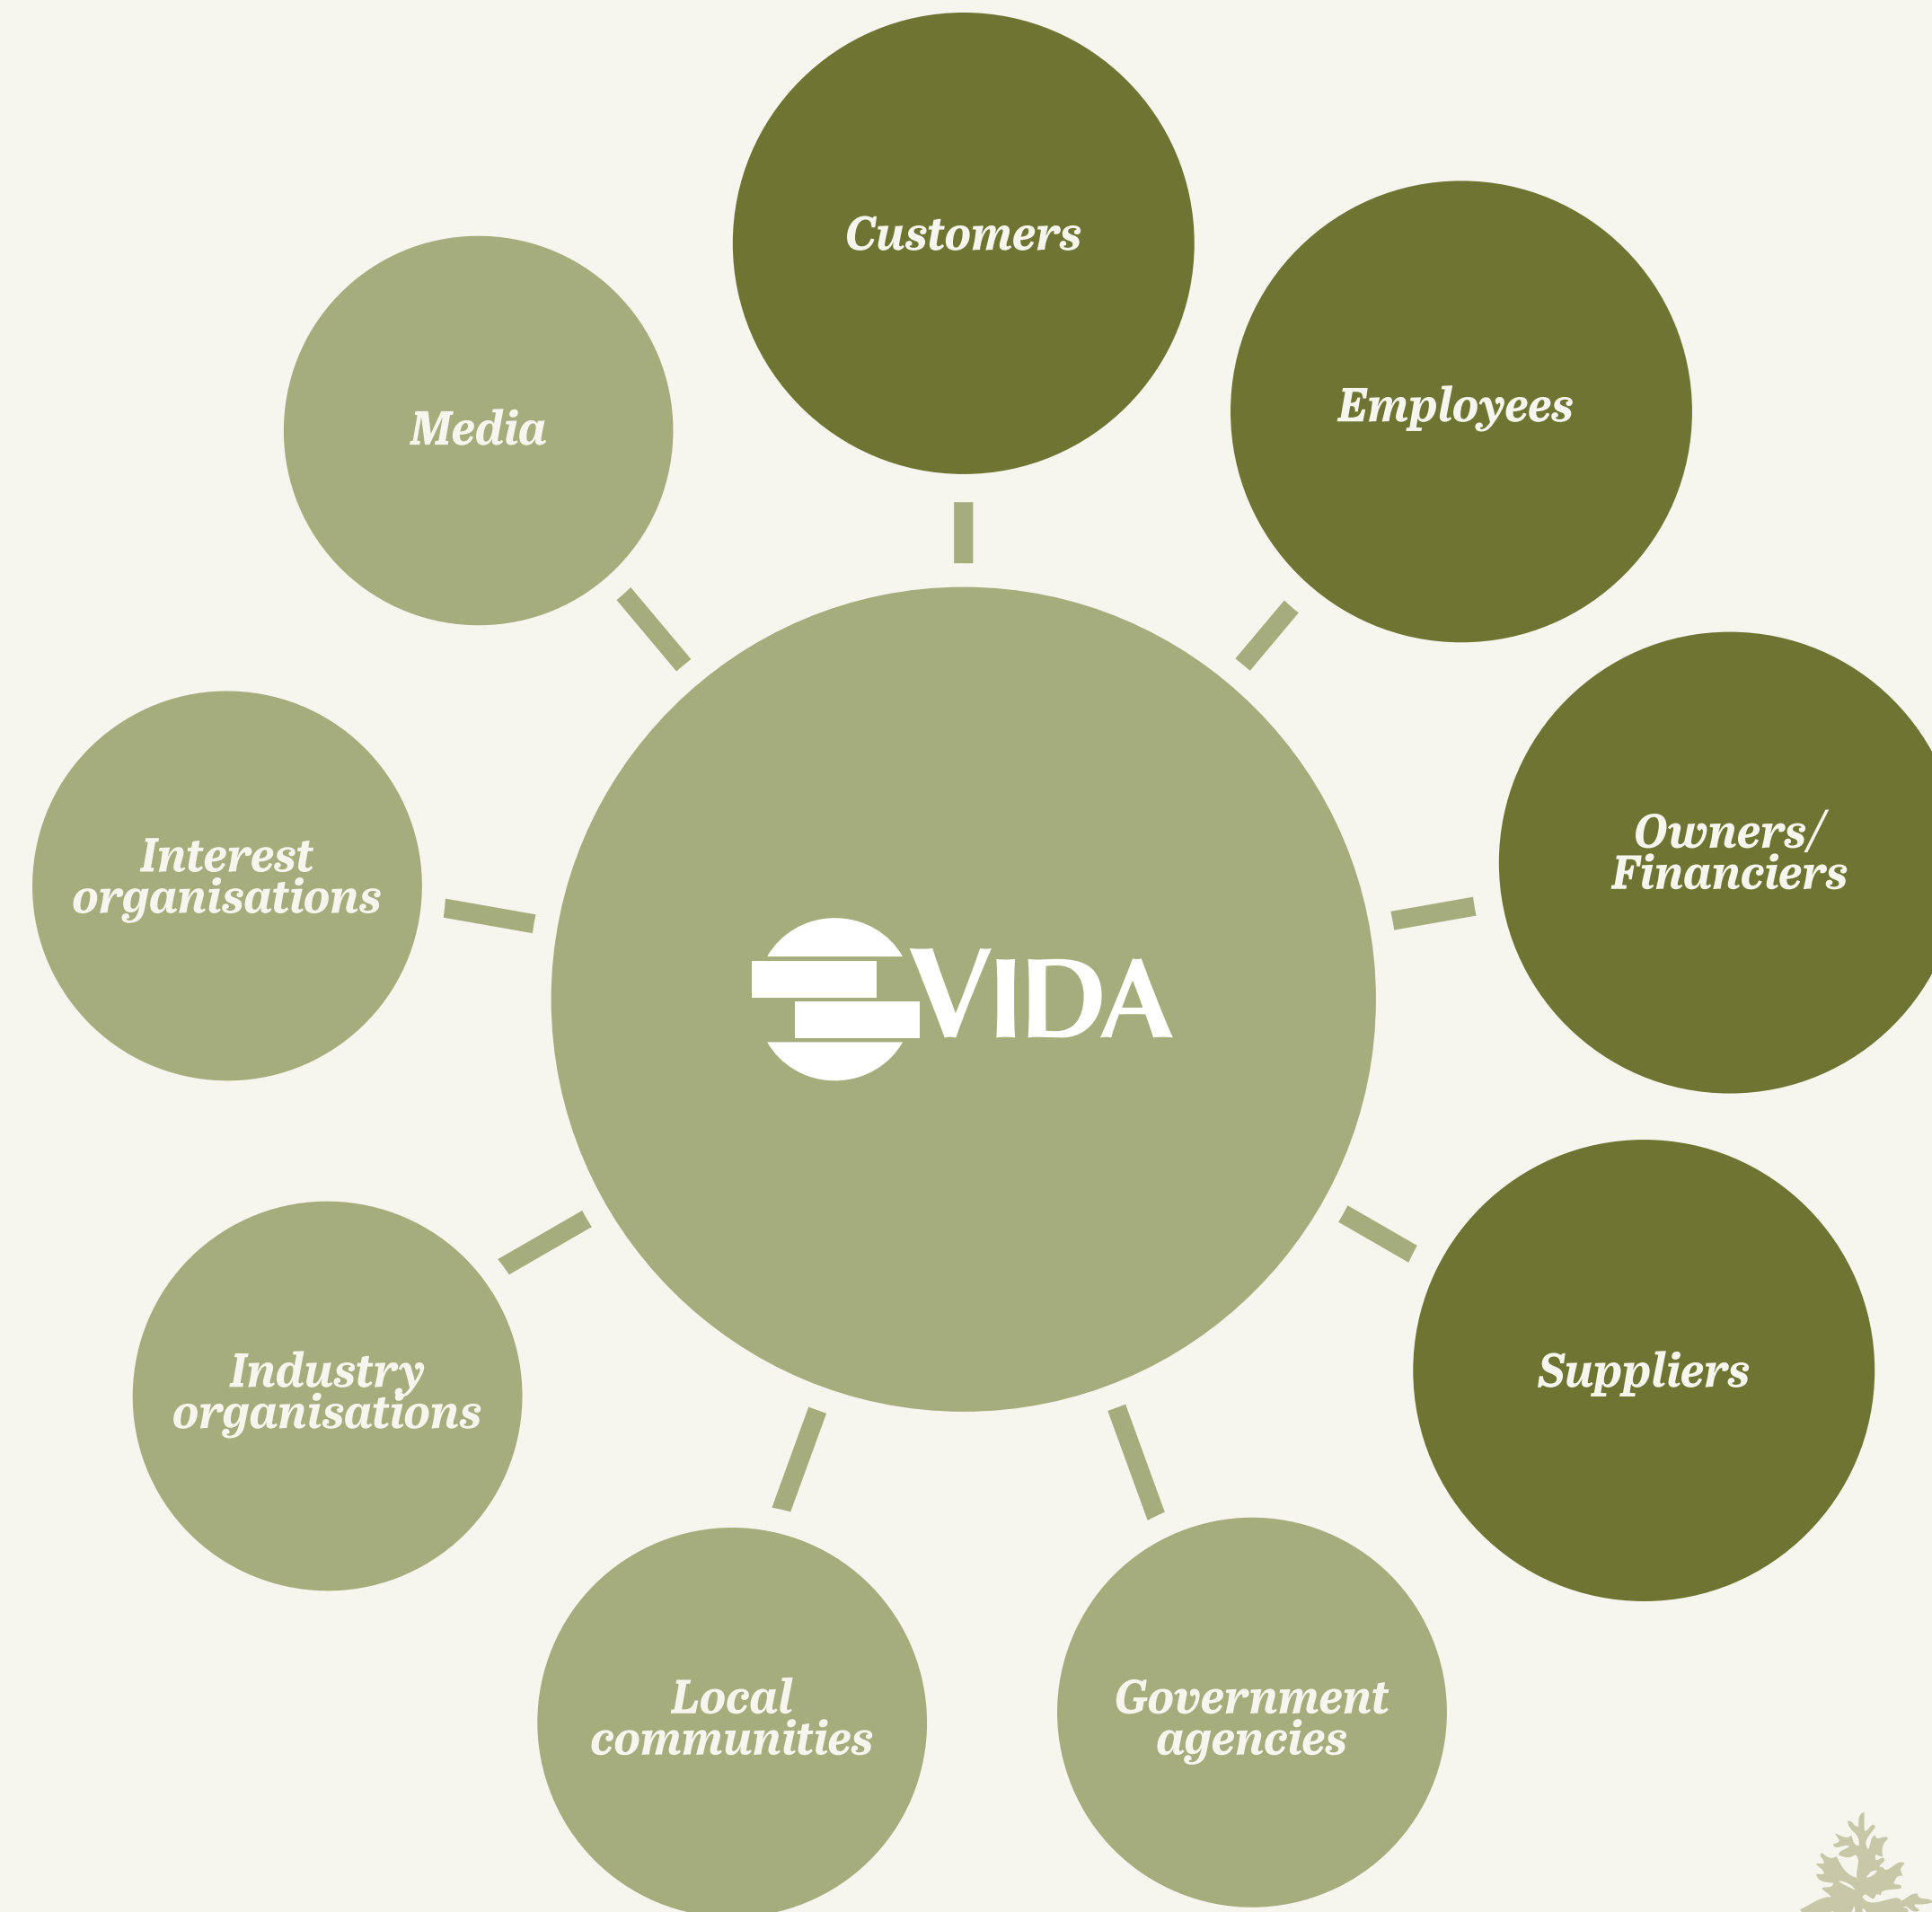 Customers
Employees
Media
Owners/
Financiers
Interest
organisations
VIDA
Suppliers
Industry
organisations
Local
communities
Government
agencies